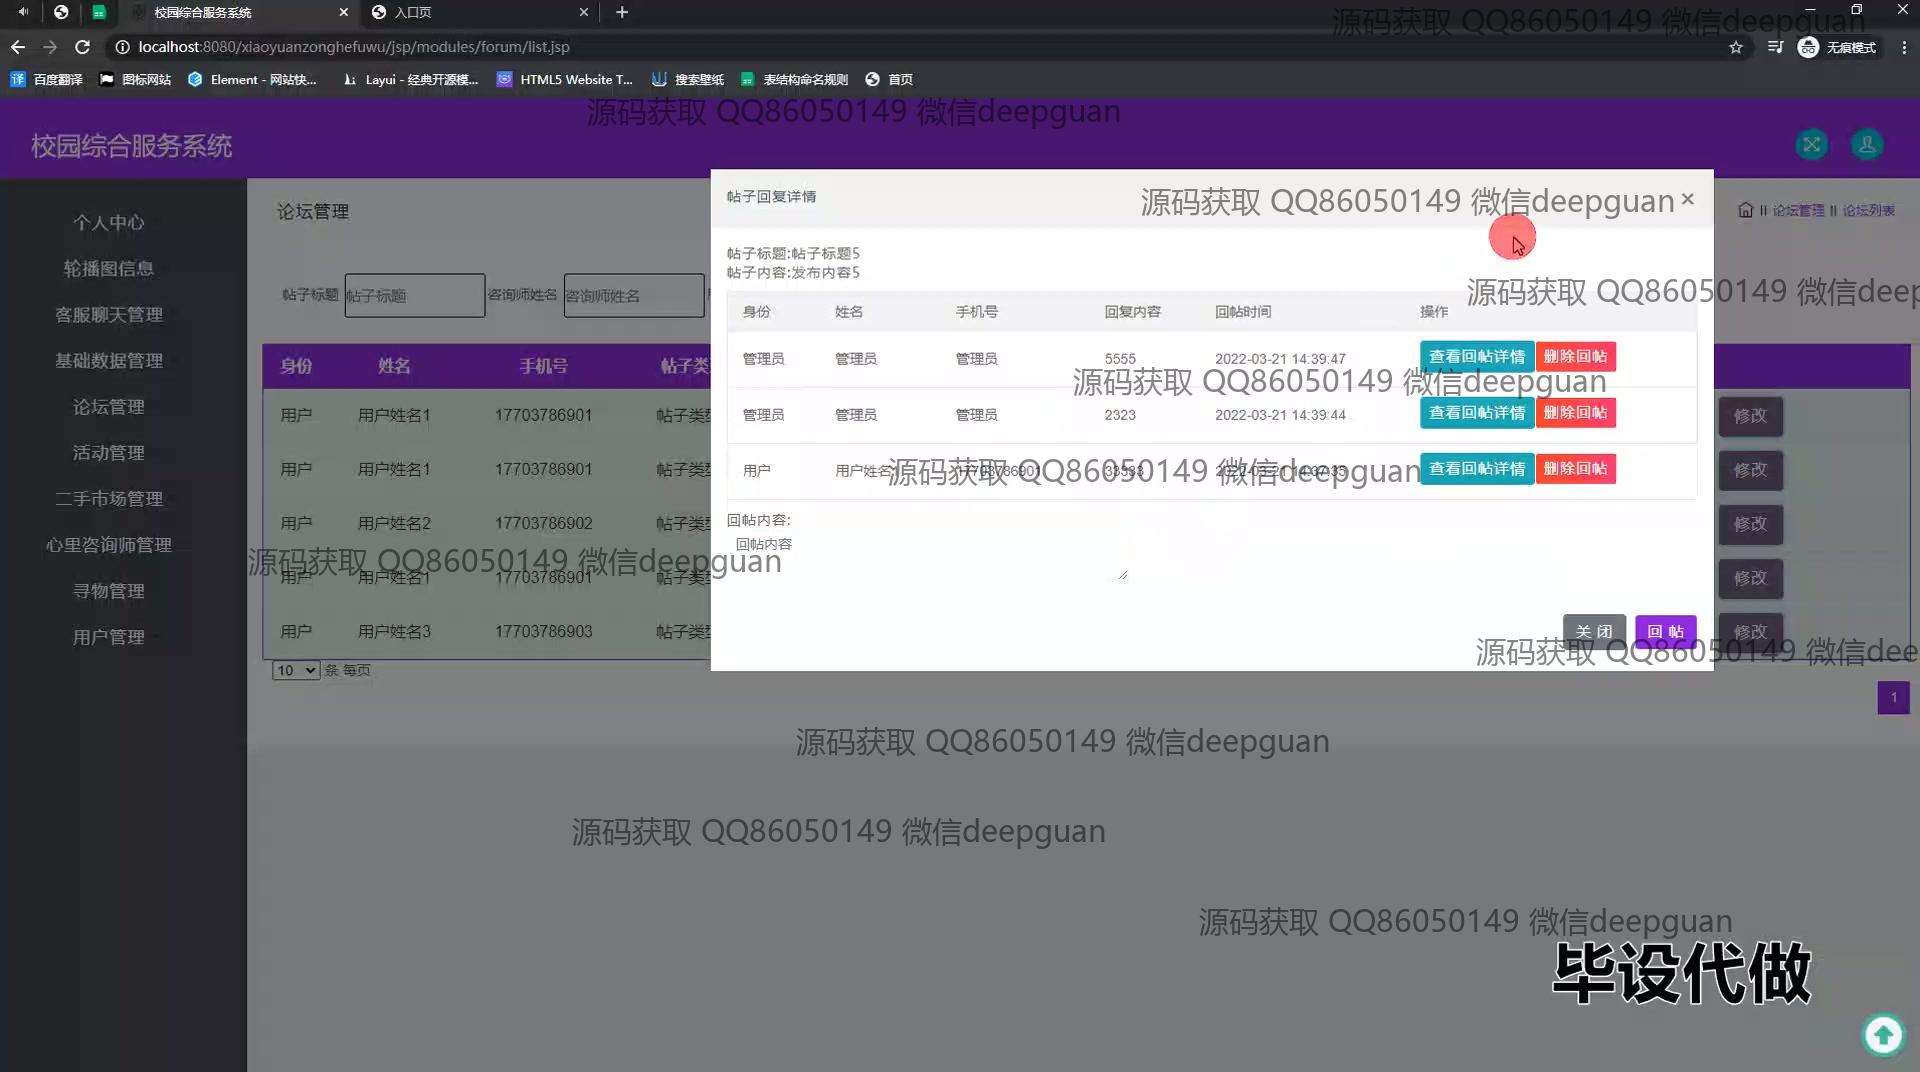 校园综合服务系统
入口页
localhost:8080/xiaoyuanzonghefuwu/jsp/modules/forum/list.jsp
无痕模式
百度翻译
图标网站
Element - 网站快...
Layui - 经典开源模...
HTML5 Website T...
搜索壁纸
表结构命名规则
首页
源码获取 QQ86050149 微信deepguan
源码获取 QQ86050149 微信deepguan
校园综合服务系统
个人中心
轮播图信息
客服聊天管理
基础数据管理
论坛管理
活动管理
二手市场管理
心里咨询师管理
寻物管理
用户管理
论坛管理
论坛管理 论坛列表
帖子标题 帖子标题 咨询师姓名 咨询师姓名
身份 姓名 手机号 帖子类
用户 用户姓名1 17703786901 帖子类型 修改
用户 用户姓名1 17703786901 帖子类型 修改
用户 用户姓名2 17703786902 帖子类型 修改
用户 用户姓名1 17703786901 帖子类型 修改
用户 用户姓名3 17703786903 帖子类型 修改
10 条 每页
1
帖子回复详情 ×
源码获取 QQ86050149 微信deepguan
帖子标题:帖子标题5
帖子内容:发布内容5
源码获取 QQ86050149 微信deep
身份 姓名 手机号 回复内容 回帖时间 操作
管理员 管理员 管理员 5555 2022-03-21 14:39:47 查看回帖详情 删除回帖
源码获取 QQ86050149 微信deepguan
管理员 管理员 管理员 2323 2022-03-21 14:39:44 查看回帖详情 删除回帖
用户 用户姓名1 17703786901 33333 查看回帖详情 删除回帖
源码获取 QQ86050149 微信deepguan
回帖内容:
回帖内容
源码获取 QQ86050149 微信deepguan
关闭 回帖
源码获取 QQ86050149 微信dee
源码获取 QQ86050149 微信deepguan
源码获取 QQ86050149 微信deepguan
源码获取 QQ86050149 微信deepguan
毕设代做